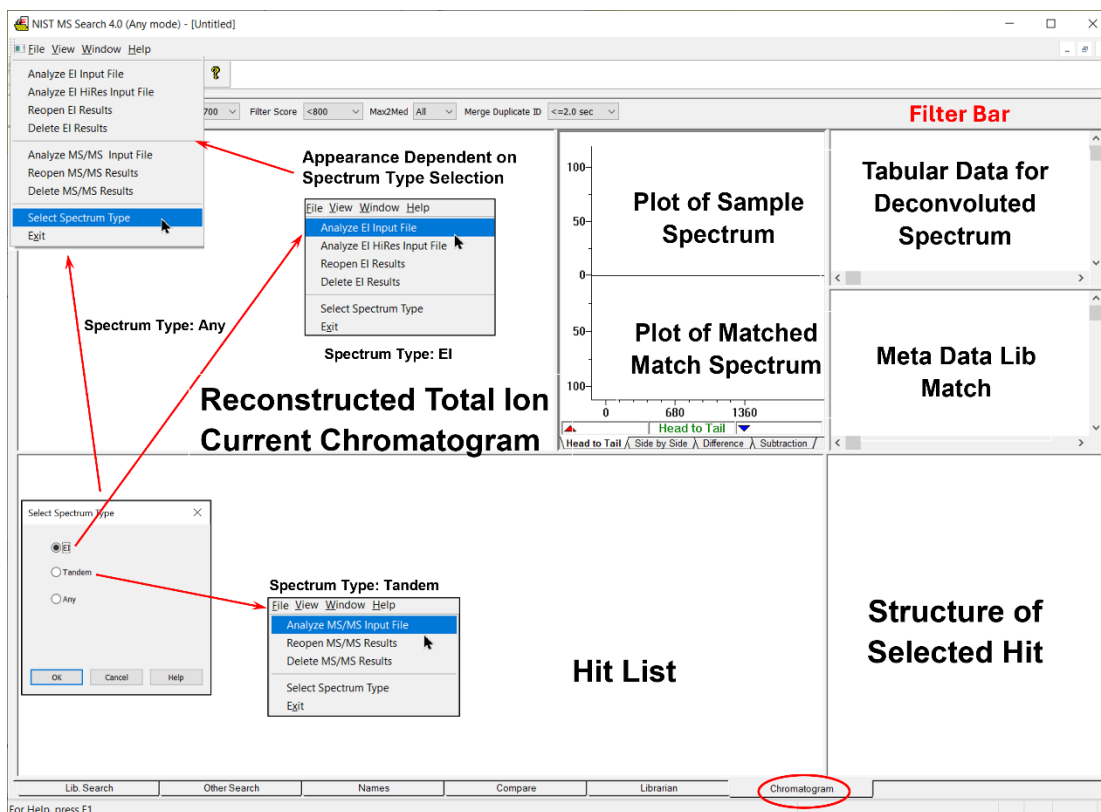 NIST MS Search 4.0 (Any mode) - [Untitled]
File View Window Help
Analyze EI Input File
Analyze EI HiRes Input File
Reopen EI Results
Delete EI Results
Analyze MS/MS Input File
Reopen MS/MS Results
Delete MS/MS Results
Select Spectrum Type
Exit
?
700 Filter Score <800 Max2Med All Merge Duplicate ID <=2.0 sec
Filter Bar
Appearance Dependent on
Spectrum Type Selection
File View Window Help
Analyze EI Input File
Analyze EI HiRes Input File
Reopen EI Results
Delete EI Results
Select Spectrum Type
Exit
Spectrum Type: Any
Spectrum Type: EI
Reconstructed Total Ion
Current Chromatogram
100
50
0
50
100
Plot of Sample
Spectrum
Plot of Matched
Match Spectrum
0 680 1360
Head to Tail
Head to Tail Side by Side Difference Subtraction
Tabular Data for
Deconvoluted
Spectrum
Meta Data Lib
Match
Select Spectrum Type
EI
Tandem
Any
OK Cancel Help
Spectrum Type: Tandem
File View Window Help
Analyze MS/MS Input File
Reopen MS/MS Results
Delete MS/MS Results
Select Spectrum Type
Exit
Hit List
Structure of
Selected Hit
Lib. Search Other Search Names Compare Librarian Chromatogram
For Help, press F1